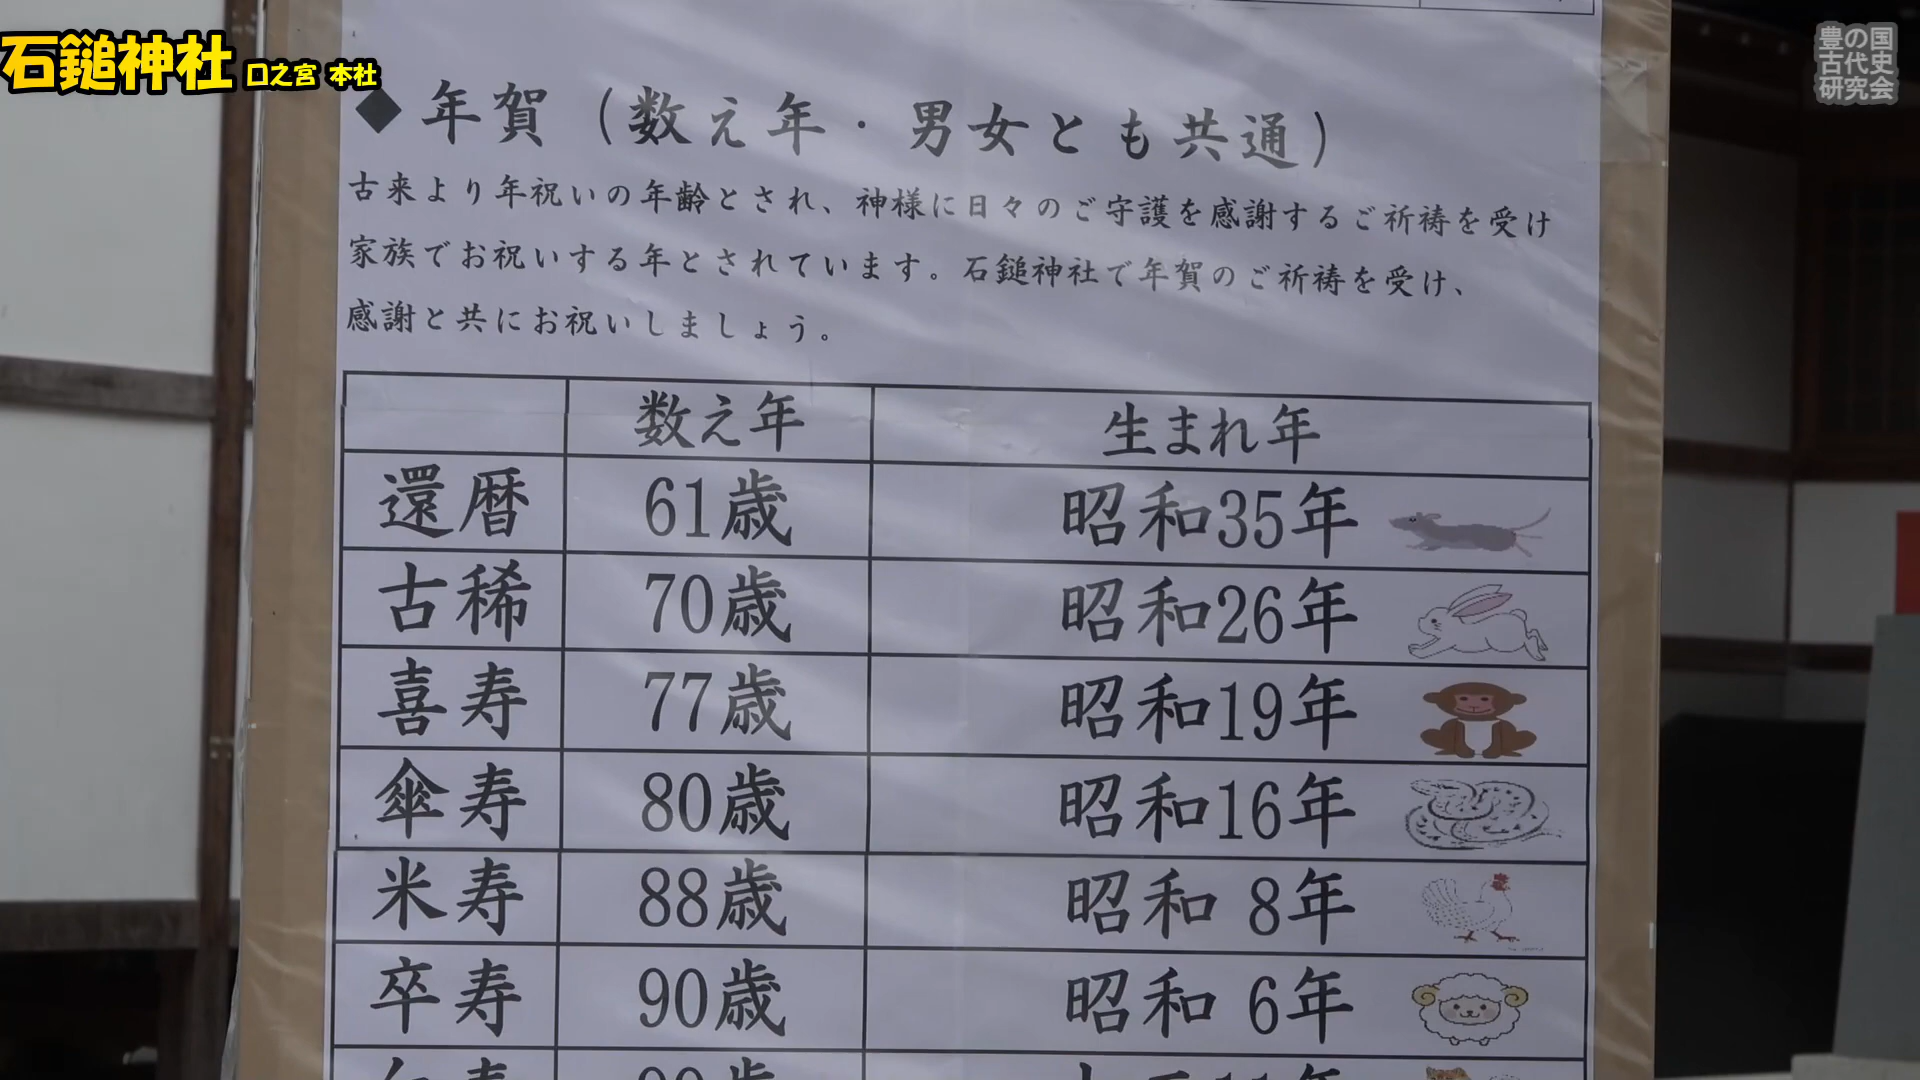 石鎚神社 口之宮 本社
豊の国
古代史
研究会
◆年賀（数え年・男女とも共通）
古来より年祝いの年齢とされ、神様に日々のご守護を感謝するご祈祷を受け
家族でお祝いする年とされています。石鎚神社で年賀のご祈祷を受け、
感謝と共にお祝いしましょう。
数え年 生まれ年
還暦 61歳 昭和35年
古稀 70歳 昭和26年
喜寿 77歳 昭和19年
傘寿 80歳 昭和16年
米寿 88歳 昭和 8年
卒寿 90歳 昭和 6年